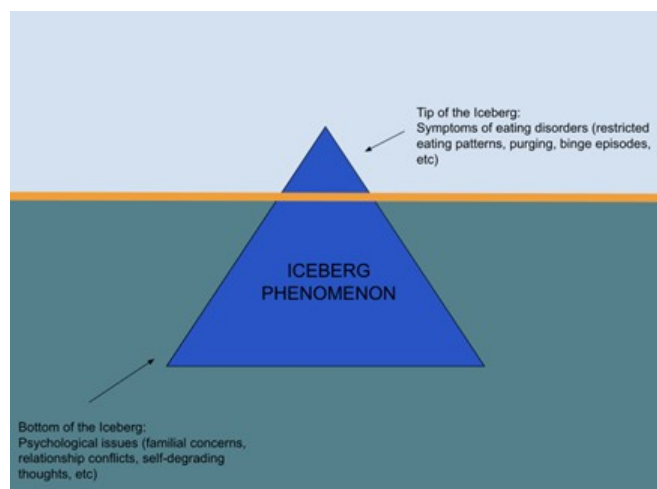 Tip of the Iceberg:
Symptoms of eating disorders (restricted
eating patterns, purging, binge episodes,
etc)
ICEBERG
PHENOMENON
Bottom of the Iceberg:
Psychological issues (familial concerns,
relationship conflicts, self-degrading
thoughts, etc)